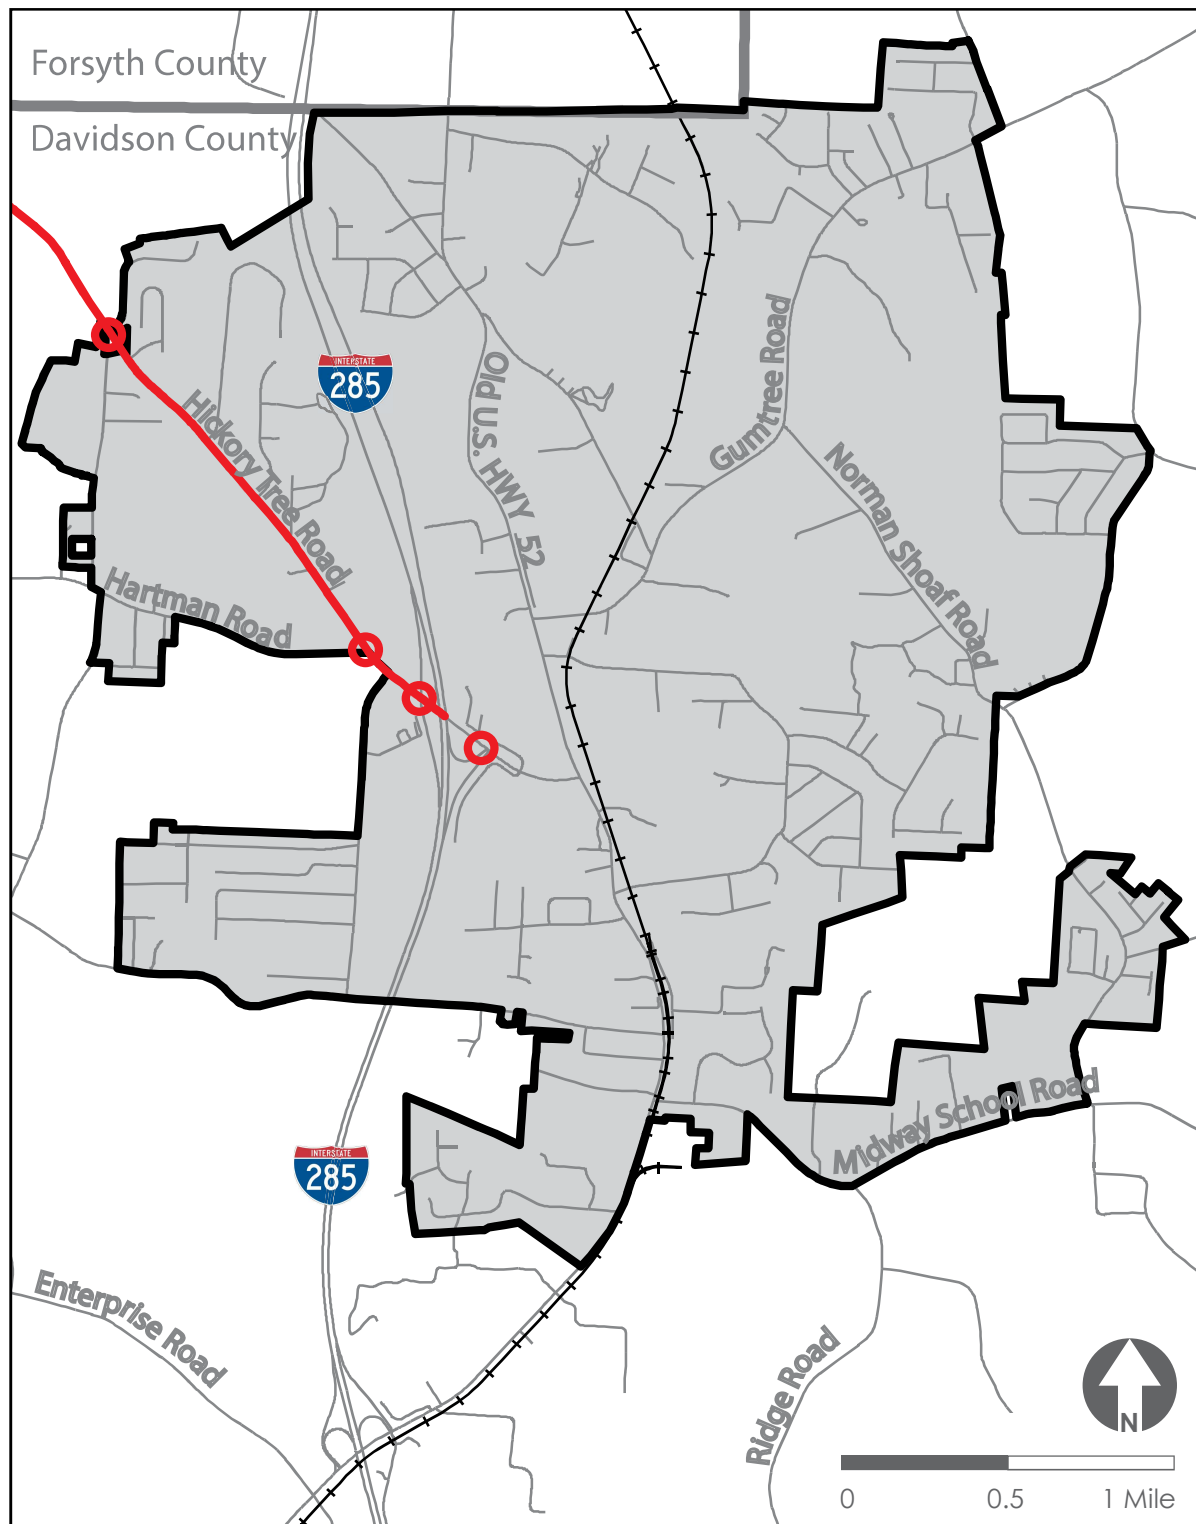 Forsyth County
Davidson County
INTERSTATE
285
Old U.S. HWY 52
Gumtree Road
Hickory Tree Road
Norman Shoaf Road
Hartman Road
Midway School Road
INTERSTATE
285
Enterprise Road
Ridge Road
N
0 0.5 1 Mile